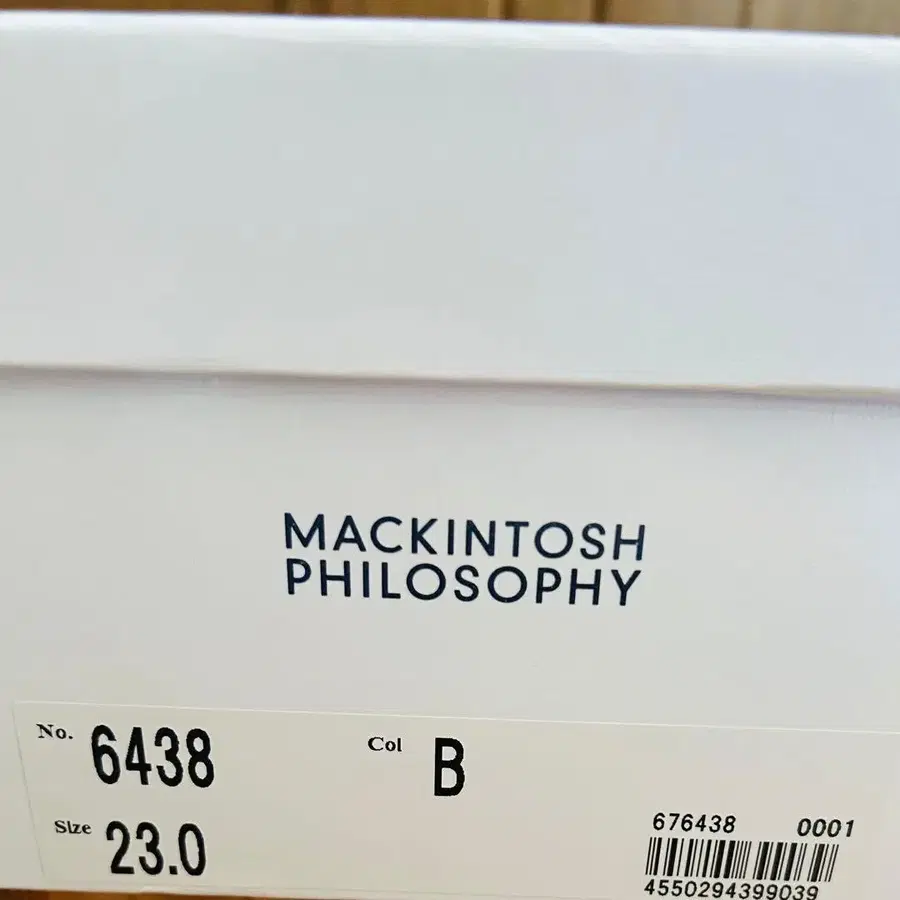 MACKINTOSH
PHILOSOPHY
No. 6438 Col B
Size 23.0
676438 0001
4550294399039